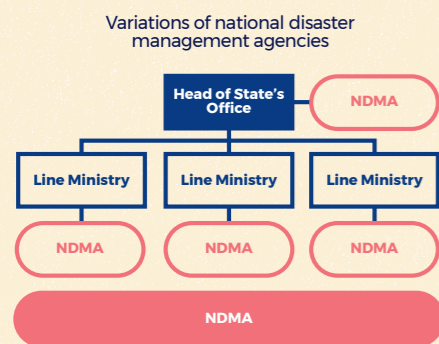 Variations of national disaster
management agencies
Head of State's
Office
NDMA
Line Ministry
Line Ministry
Line Ministry
NDMA
NDMA
NDMA
NDMA